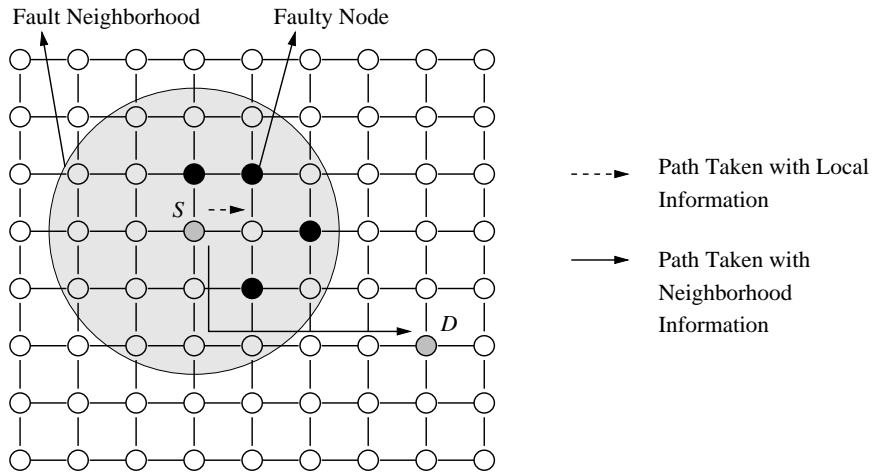 Fault Neighborhood
Faulty Node
S
D
Path Taken with Local
Information
Path Taken with
Neighborhood
Information